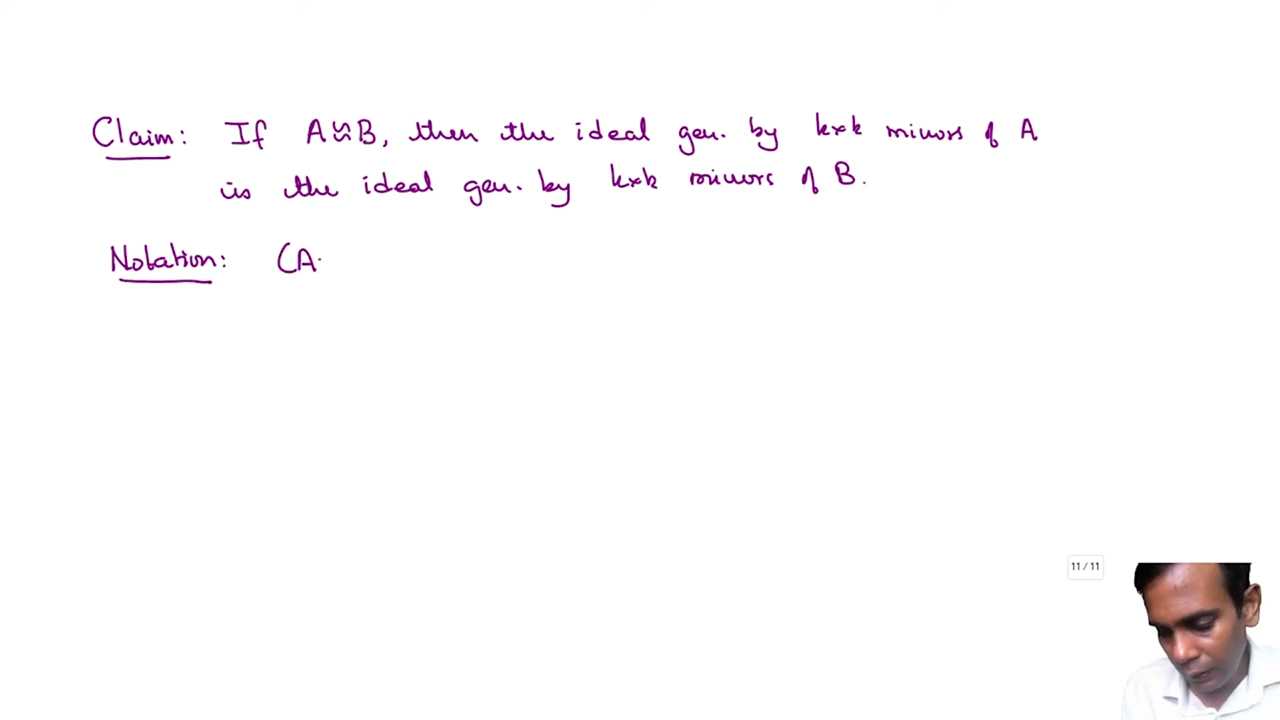 Claim: If A≈B, then the ideal gen. by k×k minors of A
is the ideal gen. by k×k minors of B.
Notation: (A
11 / 11